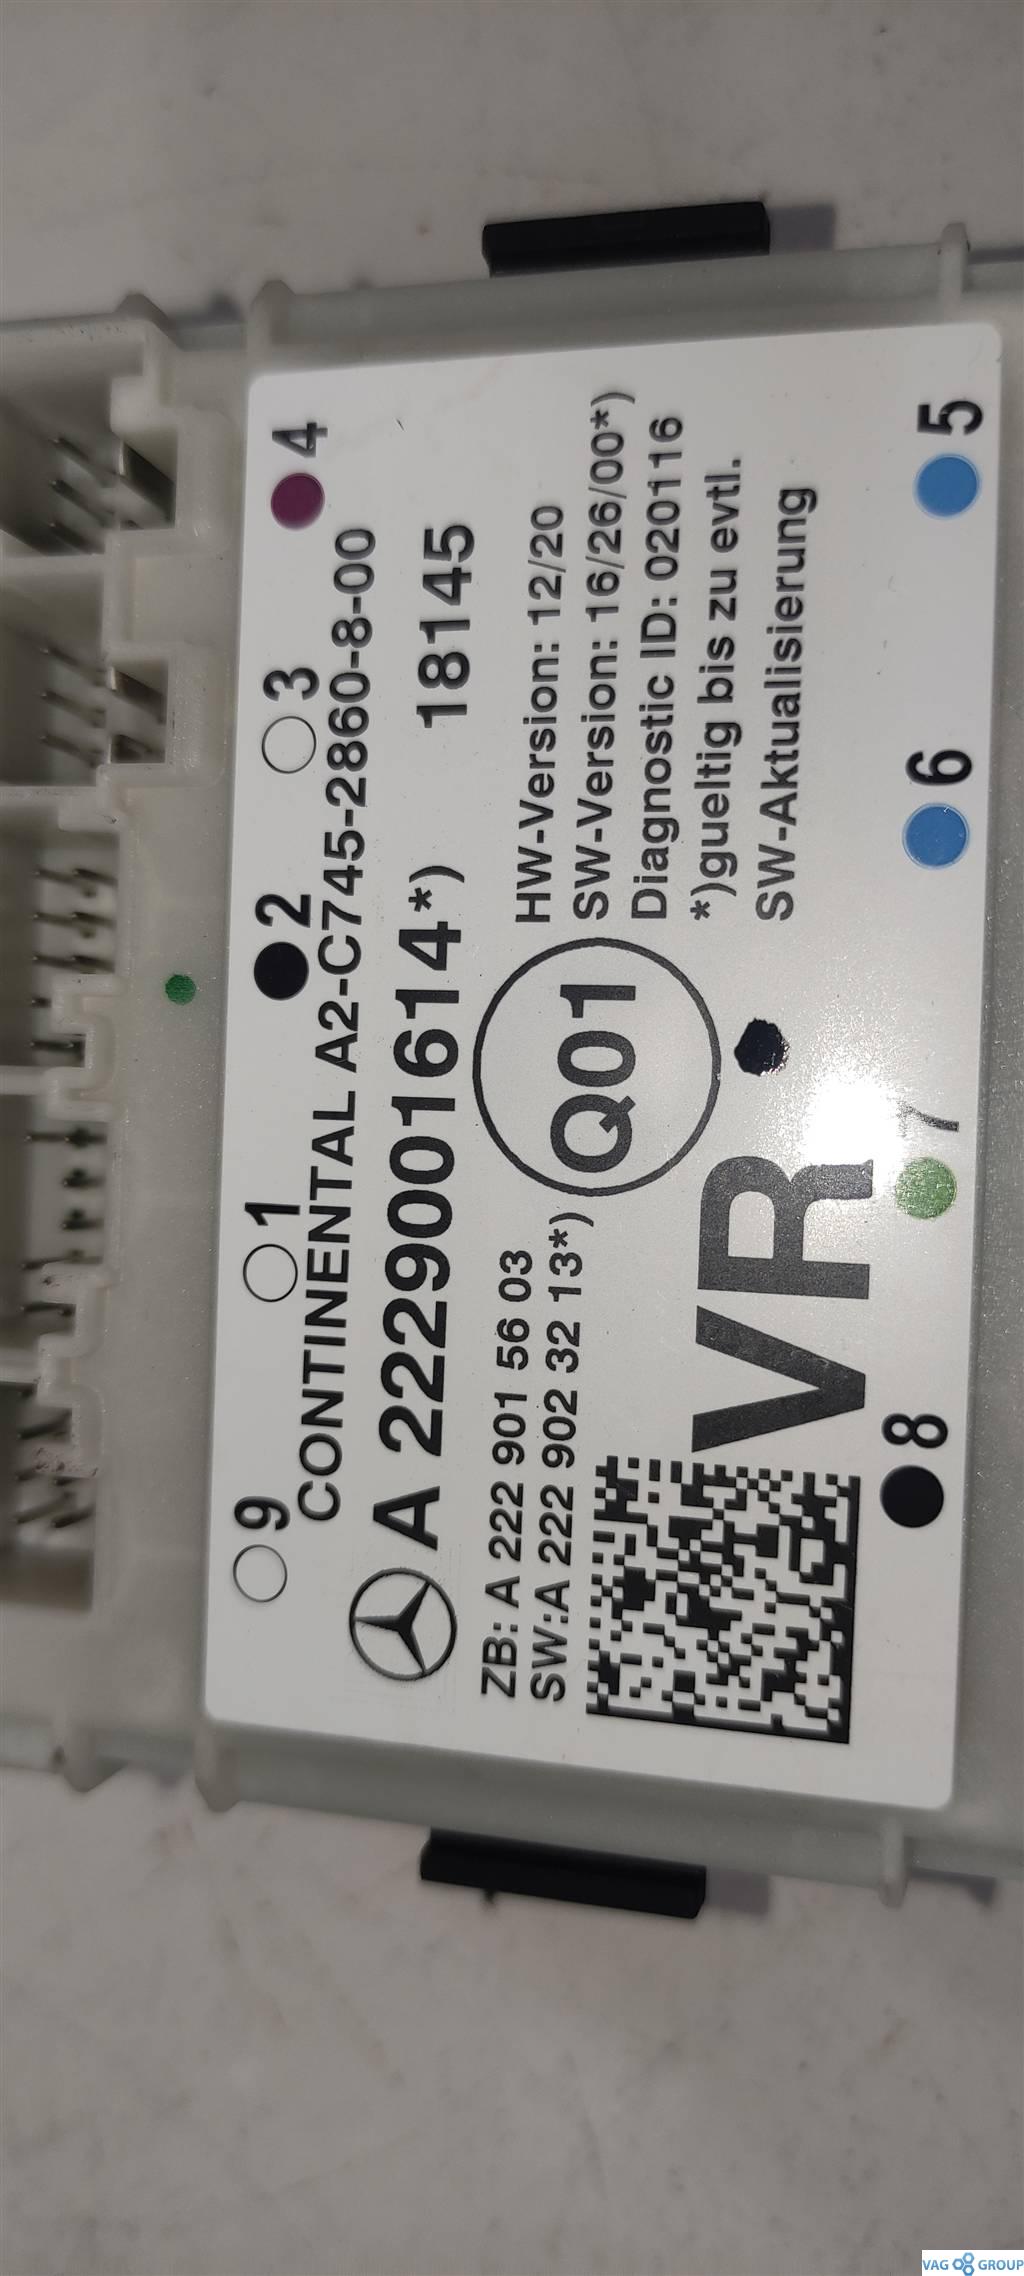 9 1 2 3 4
CONTINENTAL A2-C745-2860-8-00
A 2229001614*) 18145
ZB: A 222 901 56 03
SW:A 222 902 32 13*)
Q01
HW-Version: 12/20
SW-Version: 16/26/00*)
Diagnostic ID: 020116
*)gueltig bis zu evtl.
SW-Aktualisierung
VR
8 7 6 5
VAG GROUP